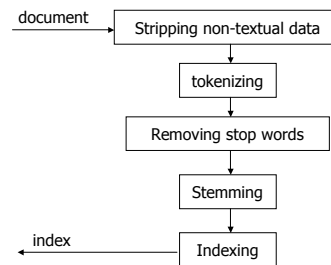 document
Stripping non-textual data
tokenizing
Removing stop words
Stemming
index
Indexing